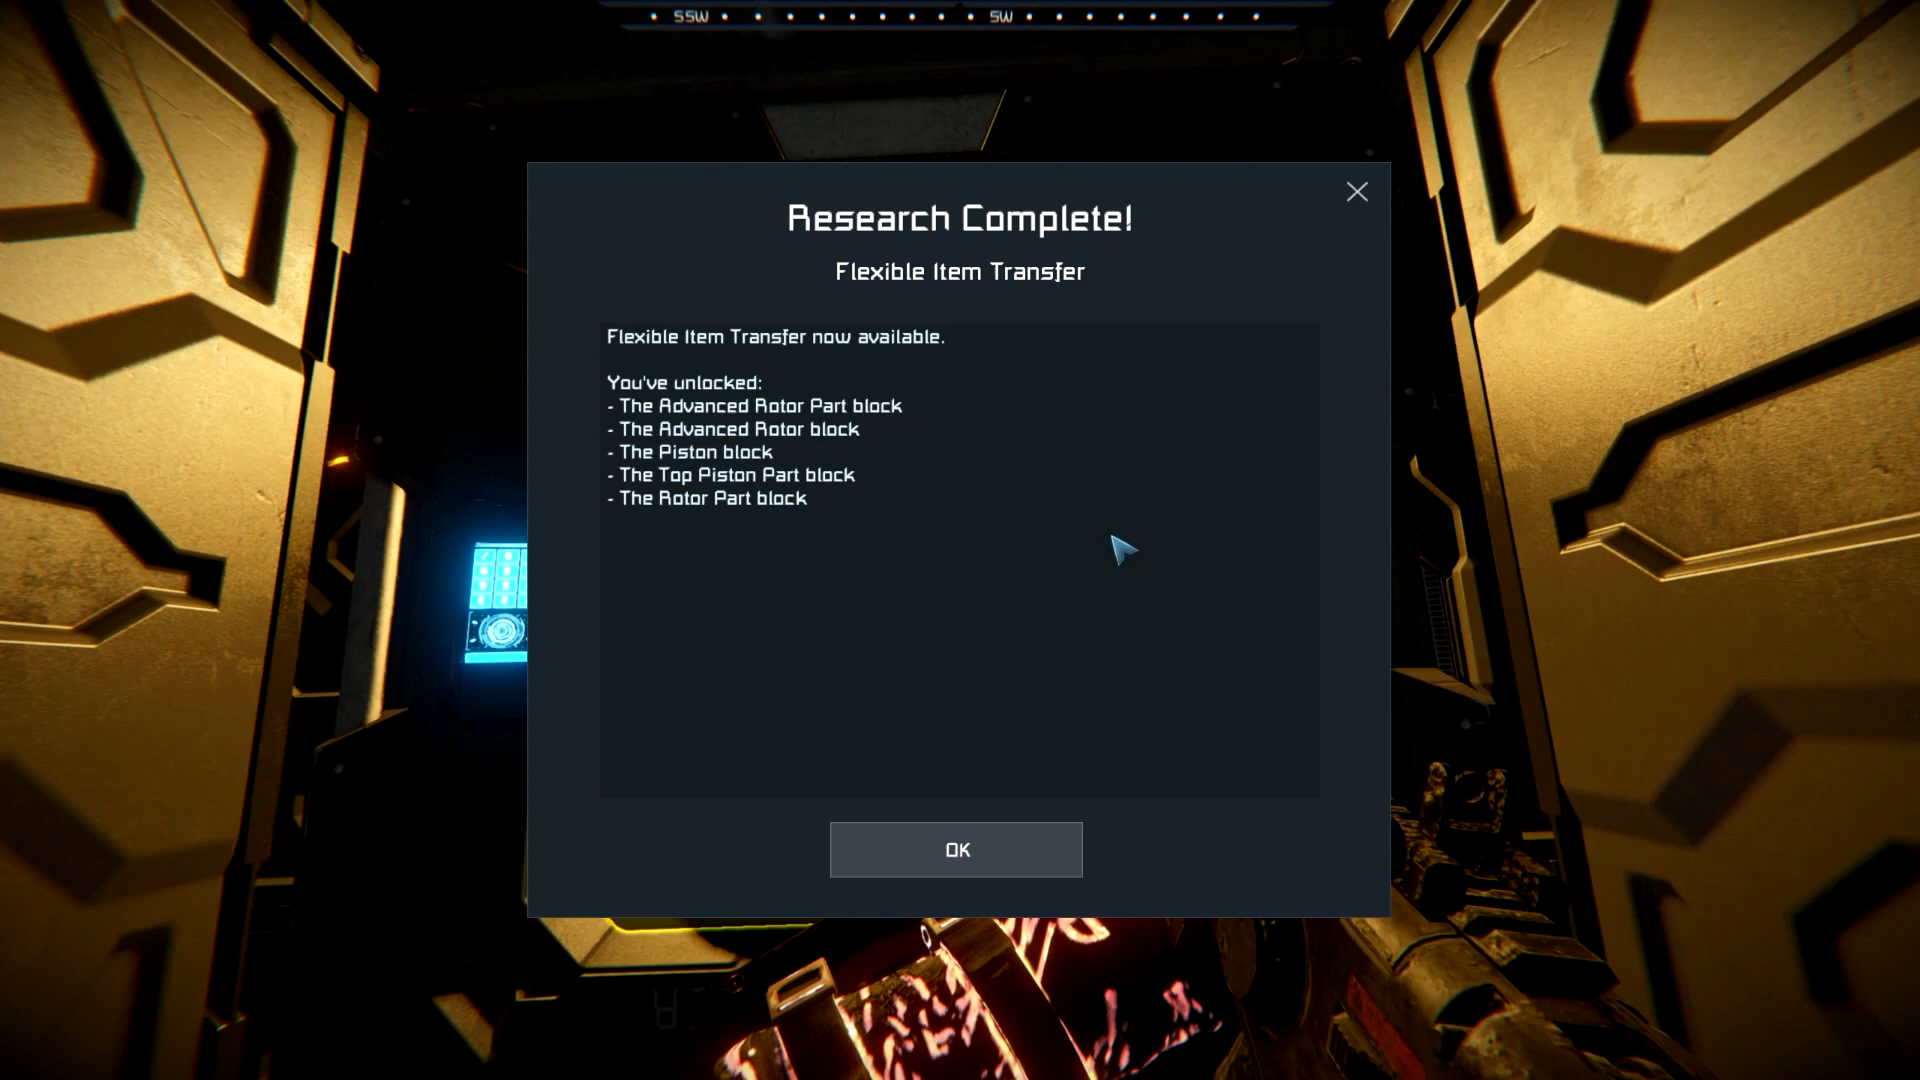 SSW SW
Research Complete!
Flexible Item Transfer
Flexible Item Transfer now available.
You've unlocked:
- The Advanced Rotor Part block
- The Advanced Rotor block
- The Piston block
- The Top Piston Part block
- The Rotor Part block
OK